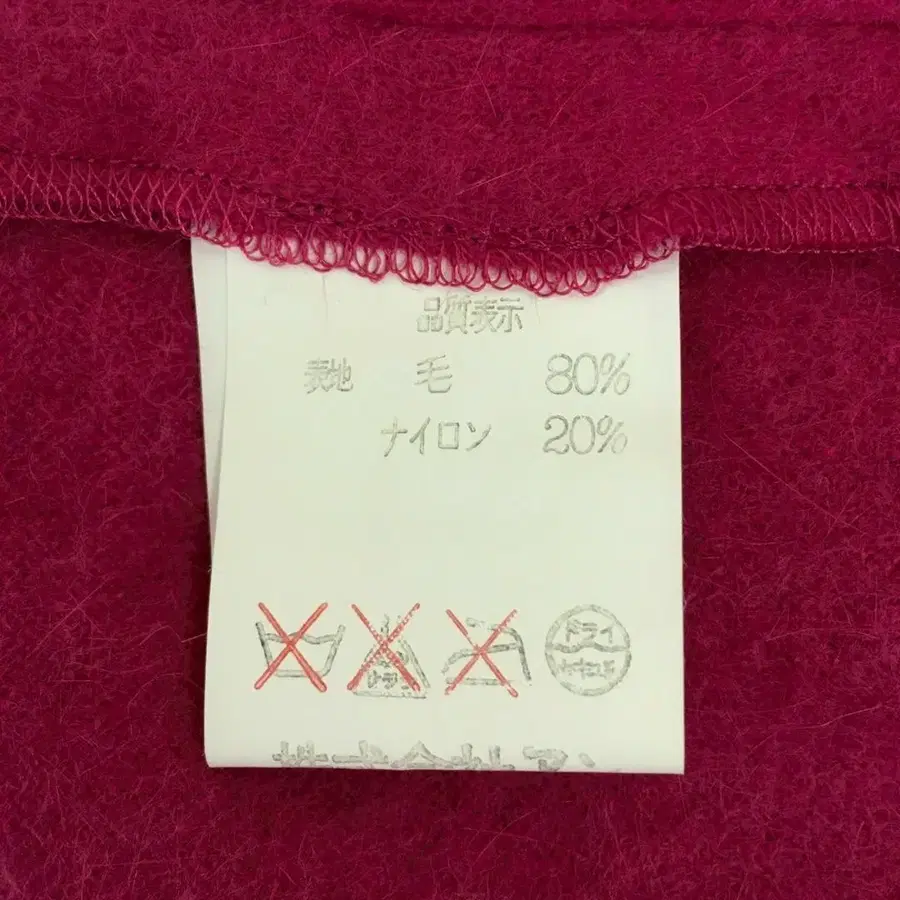 品質表示
表地 毛 80%
ナイロン 20%
ドライ